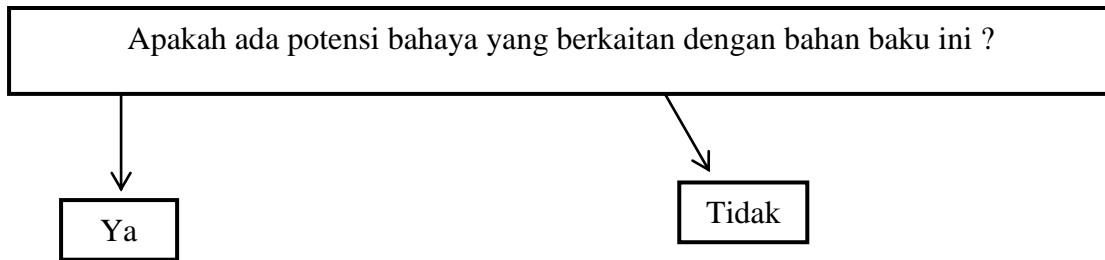 Apakah ada potensi bahaya yang berkaitan dengan bahan baku ini ?
Ya
Tidak